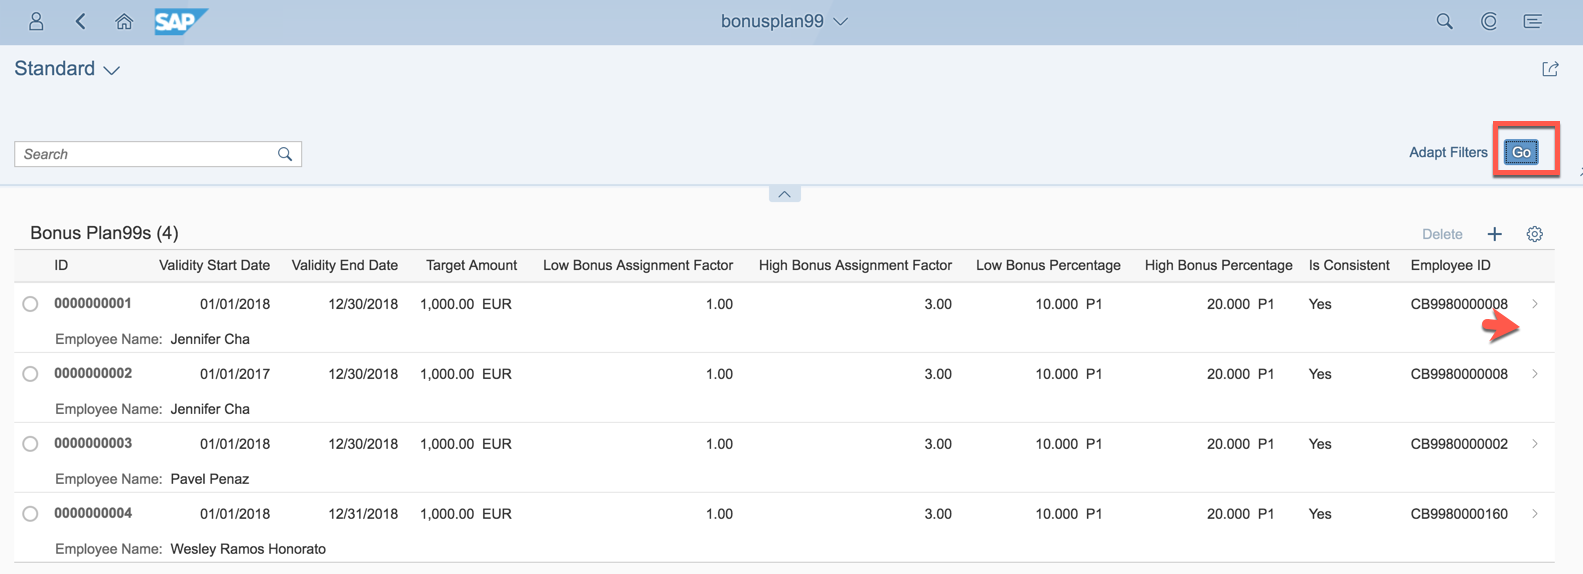 SAP bonusplan99
Standard
Search Adapt Filters Go
Bonus Plan99s (4) Delete
ID Validity Start Date Validity End Date Target Amount Low Bonus Assignment Factor High Bonus Assignment Factor Low Bonus Percentage High Bonus Percentage Is Consistent Employee ID
0000000001 01/01/2018 12/30/2018 1,000.00 EUR 1.00 3.00 10.000 P1 20.000 P1 Yes CB9980000008
Employee Name: Jennifer Cha
0000000002 01/01/2017 12/30/2018 1,000.00 EUR 1.00 3.00 10.000 P1 20.000 P1 Yes CB9980000008
Employee Name: Jennifer Cha
0000000003 01/01/2018 12/30/2018 1,000.00 EUR 1.00 3.00 10.000 P1 20.000 P1 Yes CB9980000002
Employee Name: Pavel Penaz
0000000004 01/01/2018 12/31/2018 1,000.00 EUR 1.00 3.00 10.000 P1 20.000 P1 Yes CB9980000160
Employee Name: Wesley Ramos Honorato